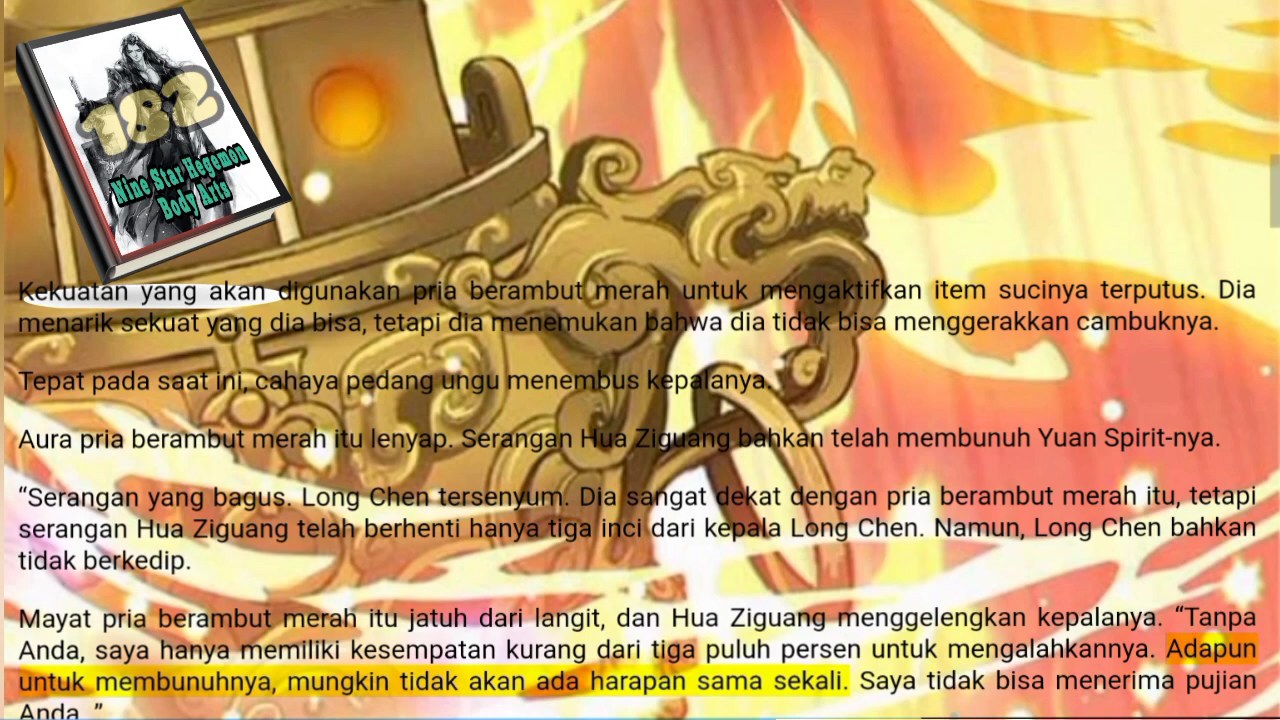 182
Nine Star Hegemon
Body Arts
Kekuatan yang akan digunakan pria berambut merah untuk mengaktifkan item sucinya terputus. Dia
menarik sekuat yang dia bisa, tetapi dia menemukan bahwa dia tidak bisa menggerakkan cambuknya.
Tepat pada saat ini, cahaya pedang ungu menembus kepalanya.
Aura pria berambut merah itu lenyap. Serangan Hua Ziguang bahkan telah membunuh Yuan Spirit-nya.
“Serangan yang bagus. Long Chen tersenyum. Dia sangat dekat dengan pria berambut merah itu, tetapi
serangan Hua Ziguang telah berhenti hanya tiga inci dari kepala Long Chen. Namun, Long Chen bahkan
tidak berkedip.
Mayat pria berambut merah itu jatuh dari langit, dan Hua Ziguang menggelengkan kepalanya. “Tanpa
Anda, saya hanya memiliki kesempatan kurang dari tiga puluh persen untuk mengalahkannya. Adapun
untuk membunuhnya, mungkin tidak akan ada harapan sama sekali. Saya tidak bisa menerima pujian
Anda. ”